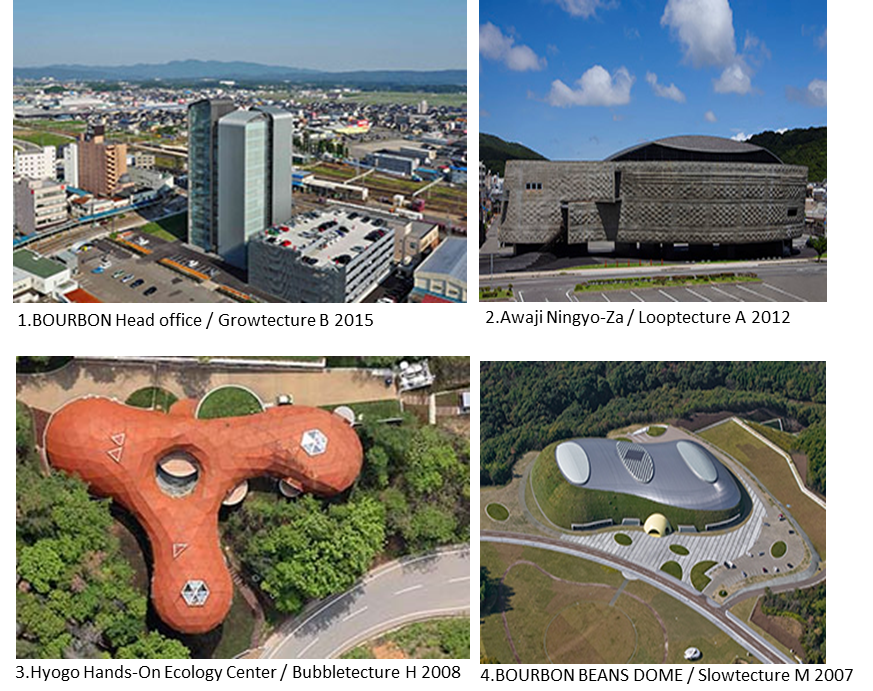 1.BOURBON Head office / Growtecture B 2015
2.Awaji Ningyo-Za / Looptecture A 2012
3.Hyogo Hands-On Ecology Center / Bubbletecture H 2008
4.BOURBON BEANS DOME / Slowtecture M 2007